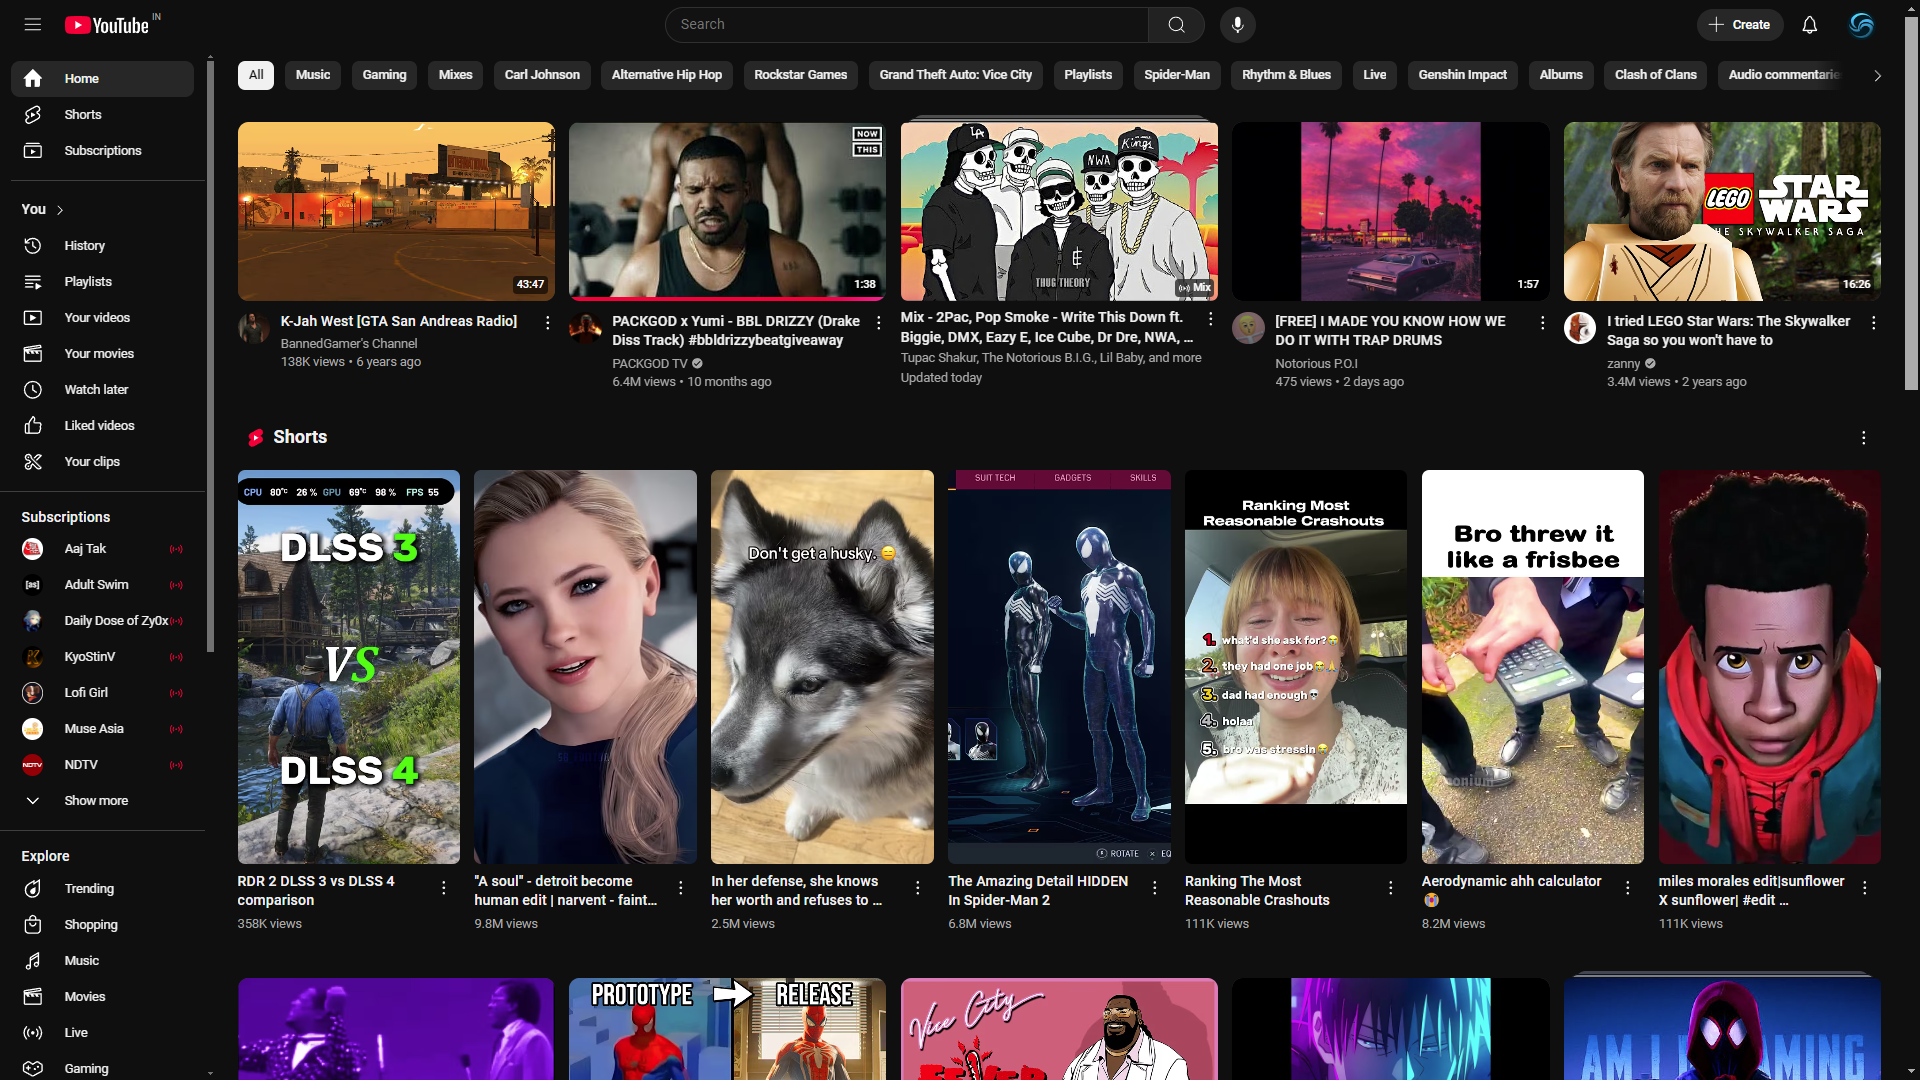 YouTube IN
Search
Create
Home
Shorts
Subscriptions
You
History
Playlists
Your videos
Your movies
Watch later
Liked videos
Your clips
Subscriptions
Aaj Tak
Adult Swim
Daily Dose of Zy0x
KyoStinV
Lofi Girl
Muse Asia
NDTV
Show more
Explore
Trending
Shopping
Music
Movies
Live
Gaming
All
Music
Gaming
Mixes
Carl Johnson
Alternative Hip Hop
Rockstar Games
Grand Theft Auto: Vice City
Playlists
Spider-Man
Rhythm & Blues
Live
Genshin Impact
Albums
Clash of Clans
Audio commentarie
43:47
K-Jah West [GTA San Andreas Radio]
BannedGamer's Channel
138K views • 6 years ago
NOW
THIS
1:38
PACKGOD x Yumi - BBL DRIZZY (Drake
Diss Track) #bbldrizzybeatgiveaway
PACKGOD TV
6.4M views • 10 months ago
LA
NWA
Kings
THUG THEORY
Mix
Mix - 2Pac, Pop Smoke - Write This Down ft.
Biggie, DMX, Eazy E, Ice Cube, Dr Dre, NWA, ...
Tupac Shakur, The Notorious B.I.G., Lil Baby, and more
Updated today
1:57
[FREE] I MADE YOU KNOW HOW WE
DO IT WITH TRAP DRUMS
Notorious P.O.I
475 views • 2 days ago
LEGO STAR WARS
HE SKYWALKER SAGA
16:26
I tried LEGO Star Wars: The Skywalker
Saga so you won't have to
zanny
3.4M views • 2 years ago
Shorts
CPU 80°C 26 % GPU 69°C 98 % FPS 55
DLSS 3
VS
DLSS 4
RDR 2 DLSS 3 vs DLSS 4
comparison
358K views
"A soul" - detroit become
human edit | narvent - faint...
9.8M views
Don't get a husky. 😑
In her defense, she knows
her worth and refuses to ...
2.5M views
SUIT TECH GADGETS SKILLS
ROTATE EQ
The Amazing Detail HIDDEN
In Spider-Man 2
6.8M views
Ranking Most
Reasonable Crashouts
1. what'd she ask for?😭
2. they had one job😭🙏
3. dad had enough💀
4. holaa
5. bro was stressin😭
Ranking The Most
Reasonable Crashouts
111K views
Bro threw it
like a frisbee
Aerodynamic ahh calculator
😭
8.2M views
miles morales edit|sunflower
X sunflower| #edit ...
111K views
PROTOTYPE RELEASE
Vice City
FEVER
AM I DREAMING